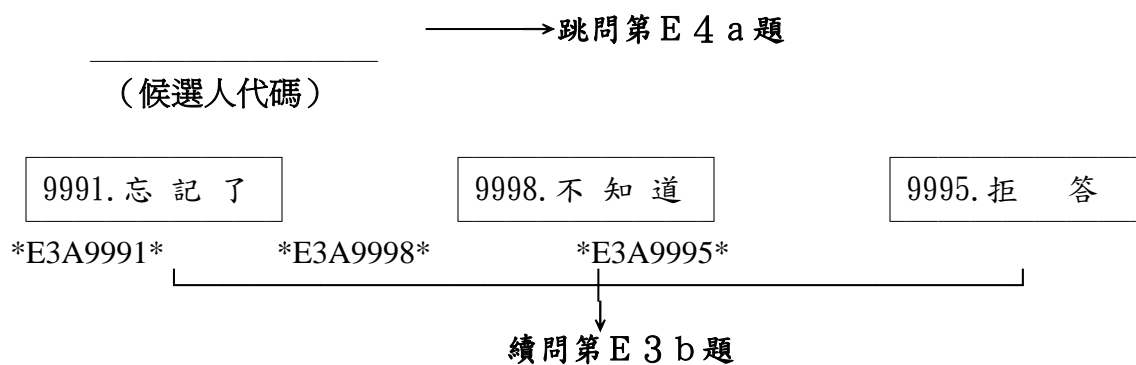 跳問第Ｅ４ａ題
（候選人代碼）
9991.忘 記 了 9998.不 知 道 9995.拒 答
*E3A9991* *E3A9998* *E3A9995*
續問第Ｅ３ｂ題